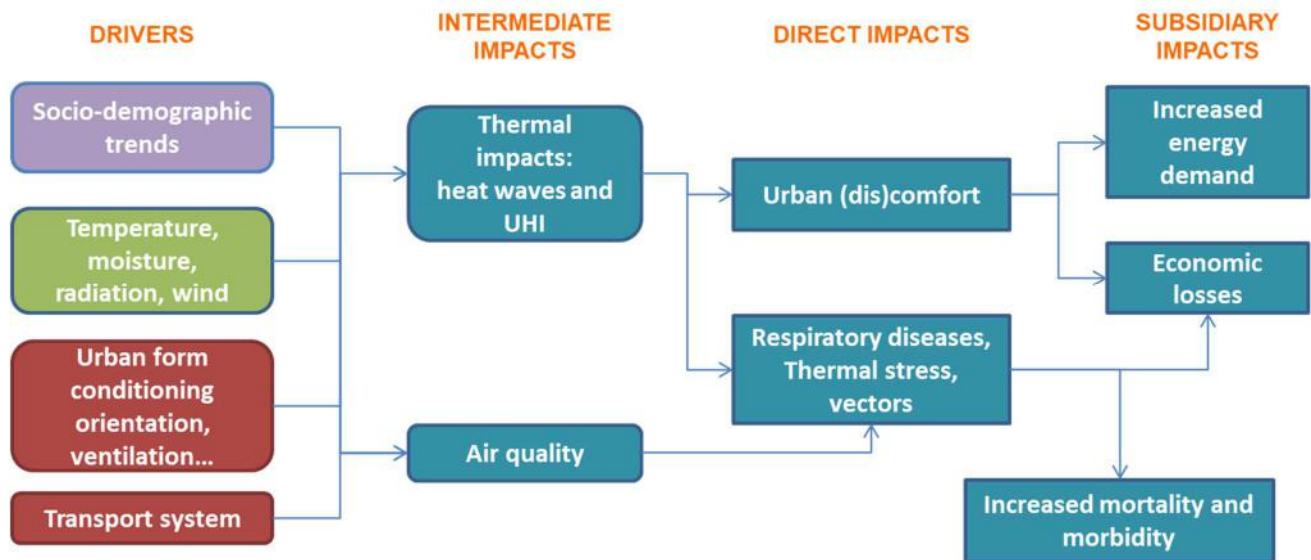 DRIVERS
INTERMEDIATE
IMPACTS
DIRECT IMPACTS
SUBSIDIARY
IMPACTS
Socio-demographic
trends
Temperature,
moisture,
radiation, wind
Urban form
conditioning
orientation,
ventilation...
Transport system
Thermal
impacts:
heat waves and
UHI
Air quality
Urban (dis)comfort
Respiratory diseases,
Thermal stress,
vectors
Increased
energy
demand
Economic
losses
Increased mortality and
morbidity